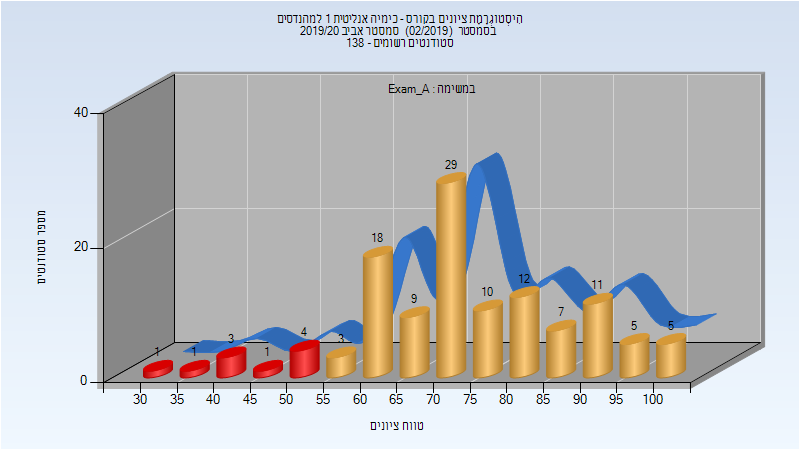 הִיסְטוֹגְרָמַת ציונים בקורס - כימיה אנליטית 1 למהנדסים
בסמסטר  (02/2019)  סמסטר אביב 2019/20
סטודנטים רשומים - 138
במשימה : Exam_A
מספר סטודנטים
40
20
0
1
1
3
1
4
3
18
9
29
10
12
7
11
5
5
30 35 40 45 50 55 60 65 70 75 80 85 90 95 100
טווח ציונים